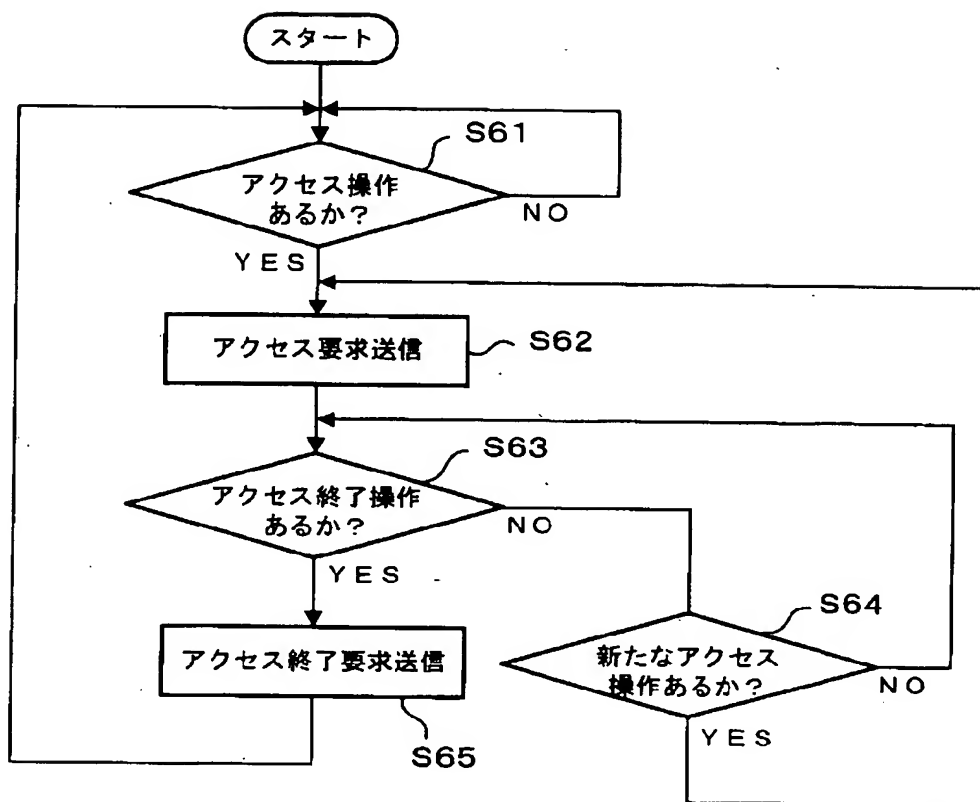 スタート
S61
アクセス操作
あるか?
NO
YES
アクセス要求送信
S62
S63
アクセス終了操作
あるか?
NO
YES
S64
アクセス終了要求送信
新たなアクセス
操作あるか?
NO
S65
YES